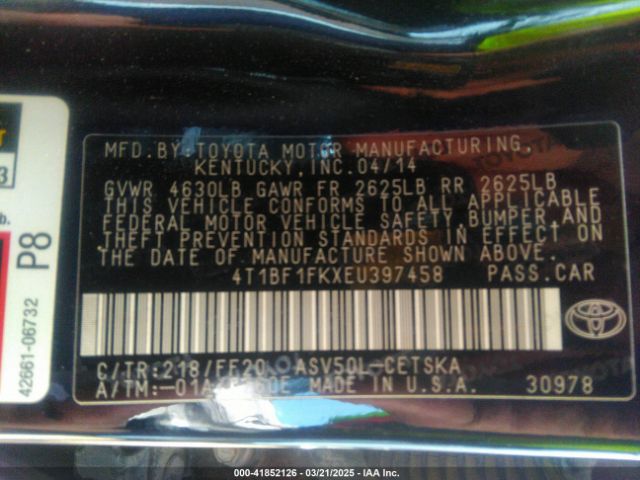 MFD.BY:TOYOTA MOTOR MANUFACTURING,
KENTUCKY,INC.04/14
GVWR 4630LB GAWR FR 2625LB RR 2625LB
THIS VEHICLE CONFORMS TO ALL APPLICABLE
FEDERAL MOTOR VEHICLE SAFETY,BUMPER,AND
THEFT PREVENTION STANDARDS IN EFFECT ON
THE DATE OF MANUFACTURE SHOWN ABOVE.
4T1BF1FKXEU397458 PASS.CAR
C/TR:218/FF20 ASV50L-CETSKA
A/TM: MADE IN U.S.A. 30978
P8
42661-06732
000-41852126 - 03/21/2025 - IAA Inc.